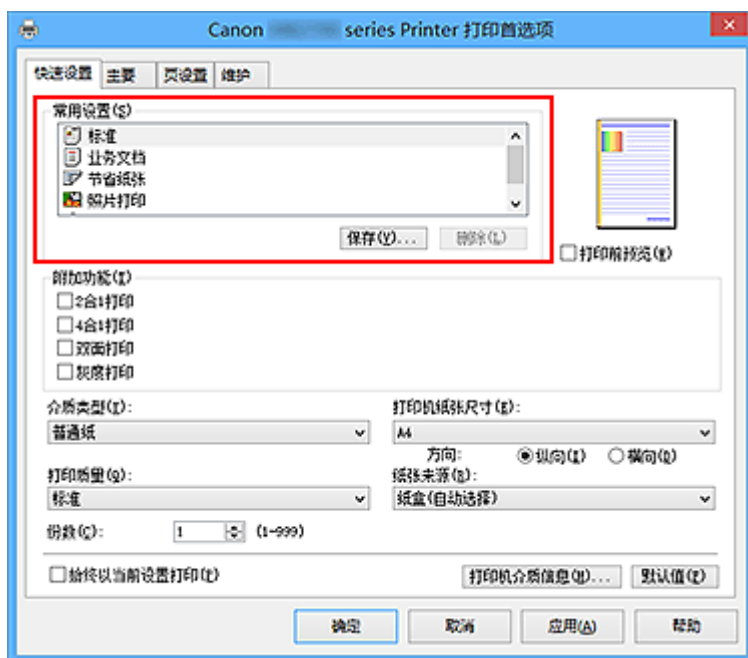 Canon series Printer 打印首选项
快速设置 主要 页设置 维护
常用设置(S)
标准
业务文档
节省纸张
照片打印
保存(V)... 删除(L)
打印前预览(W)
附加功能(I)
2合1打印
4合1打印
双面打印
灰度打印
介质类型(I):
普通纸
打印机纸张尺寸(E):
A4
方向: 纵向(I) 横向(Q)
打印质量(Q):
标准
纸张来源(B):
纸盒(自动选择)
份数(C): 1 (1-999)
始终以当前设置打印(P)
打印机介质信息(N)... 默认值(F)
确定 取消 应用(A) 帮助